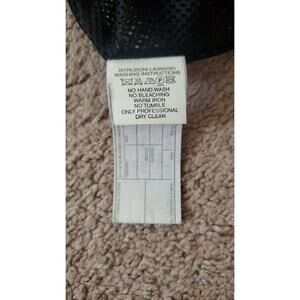 ISTRUZIONI LAVAGGIO
WASHING INSTRUCTIONS
NO HAND WASH
NO BLEACHING
WARM IRON
NO TUMBLE
ONLY PROFESSIONAL
DRY CLEAN